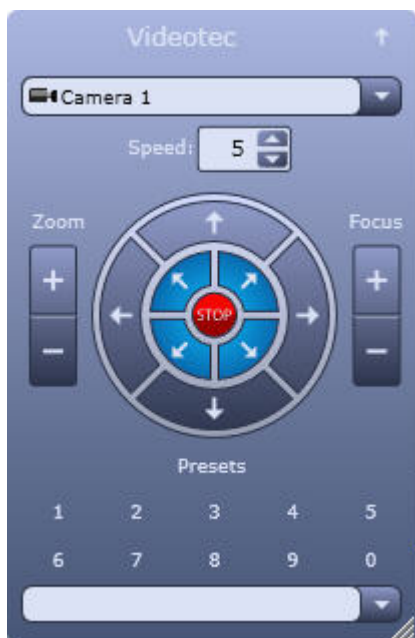 Videotec
Camera 1
Speed: 5
Zoom
Focus
STOP
Presets
1 2 3 4 5
6 7 8 9 0